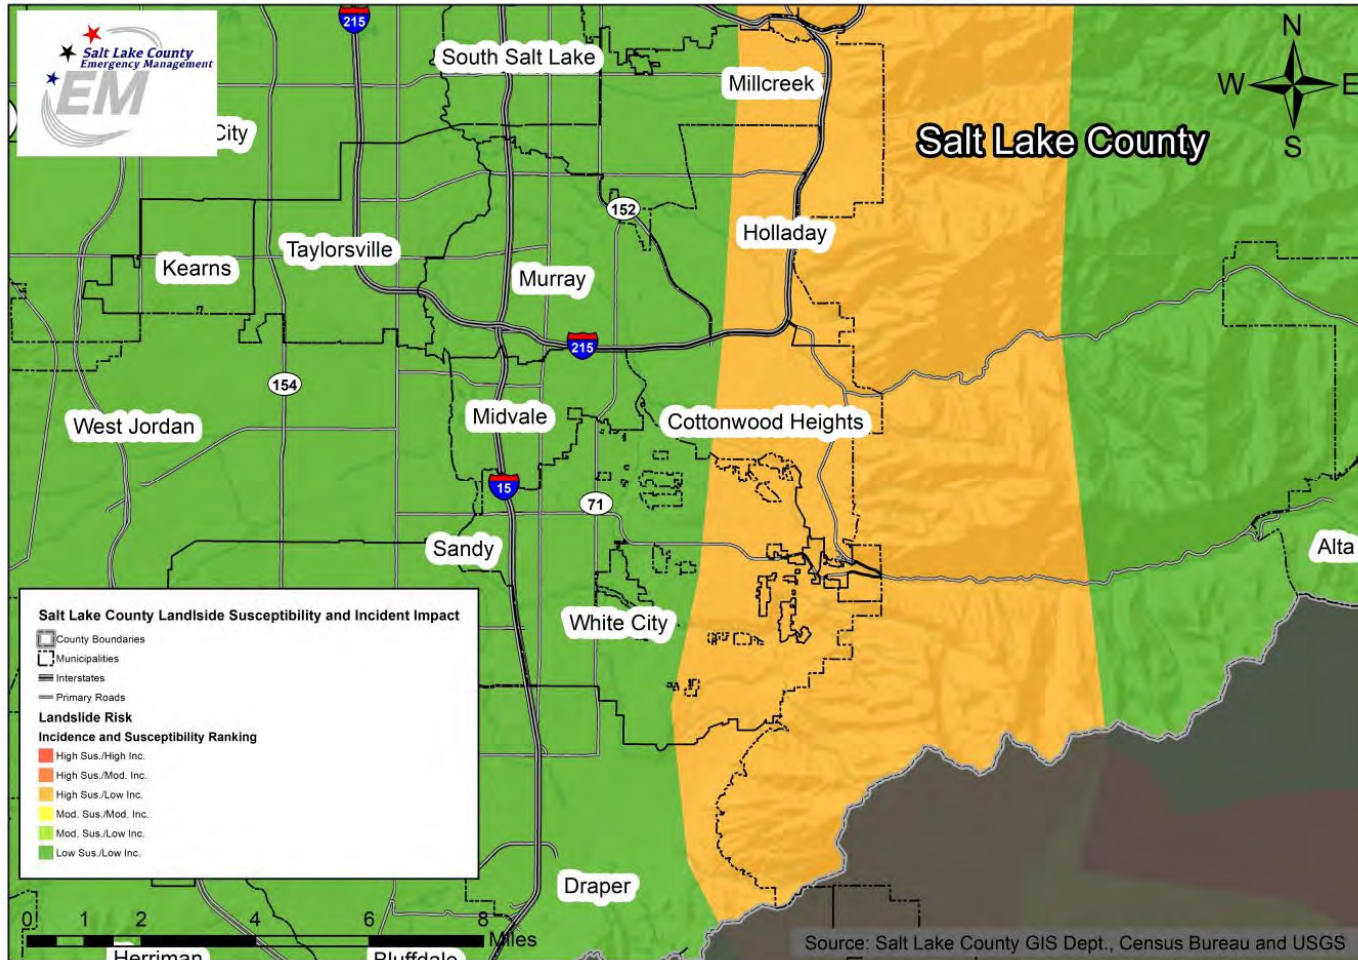 215
Salt Lake County
Emergency Management
EM
City
South Salt Lake
Millcreek
N
W E
S
Salt Lake County
152
Holladay
Taylorsville
Kearns
Murray
215
154
Midvale
West Jordan
Cottonwood Heights
15
71
Sandy
Alta
White City
Salt Lake County Landslide Susceptibility and Incident Impact
County Boundaries
Municipalities
Interstates
Primary Roads
Landslide Risk
Incidence and Susceptibility Ranking
High Sus./High Inc.
High Sus./Mod. Inc.
High Sus./Low Inc.
Mod. Sus./Mod. Inc.
Mod. Sus./Low Inc.
Low Sus./Low Inc.
Draper
0 1 2 4 6 8
Miles
Herriman
Bluffdale
Source: Salt Lake County GIS Dept., Census Bureau and USGS